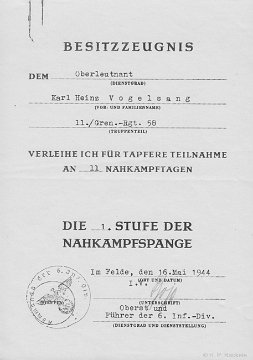 BESITZZEUGNIS
DEM Oberleutnant
(DIENSTGRAD)
Karl Heinz Vogelsang
(VOR- UND FAMILIENNAME)
11./Gren.-Rgt. 58
(TRUPPENTEIL)
VERLEIHE ICH FÜR TAPFERE TEILNAHME
AN 11 NAHKAMPFTAGEN
DIE 1. STUFE DER
NAHKAMPFSPANGE
Im Felde, den 16.Mai 1944
(ORT UND DATUM)
(UNTERSCHRIFT)
Oberst und
Führer der 6. Inf.-Div.
(DIENSTGRAD UND DIENSTSTELLUNG)